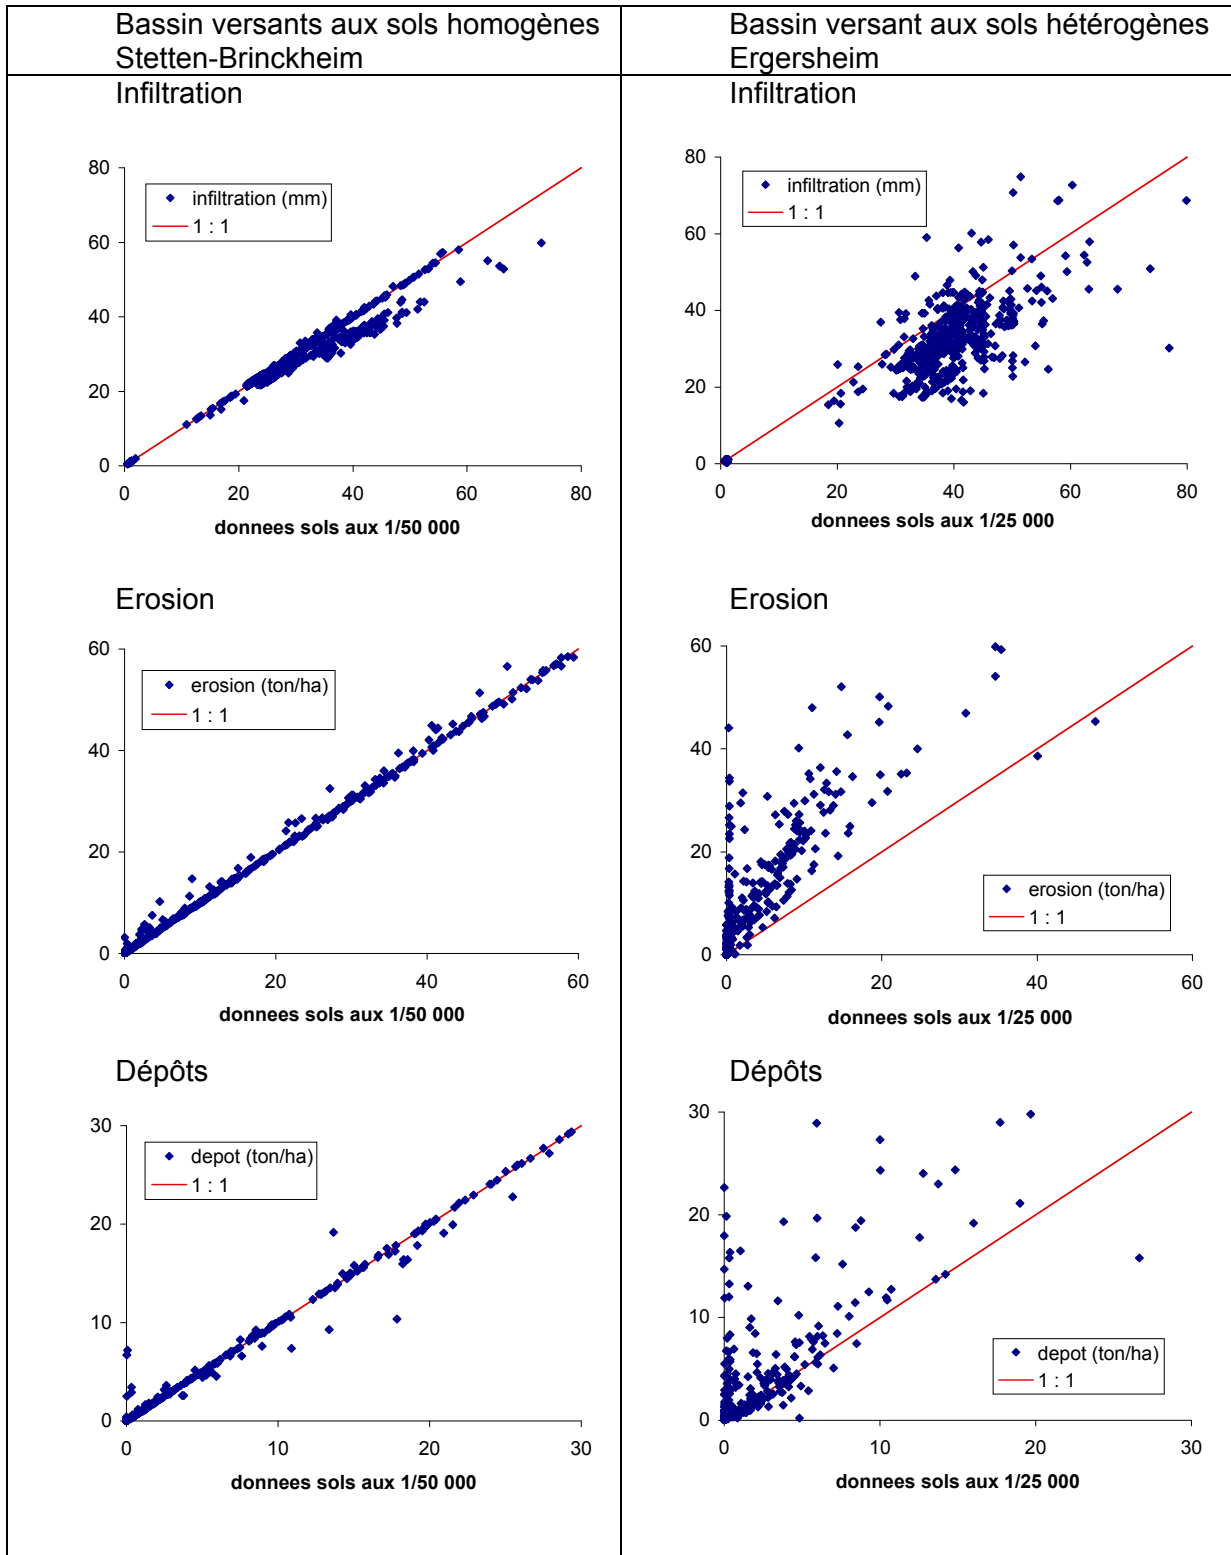 Bassin versants aux sols homogènes
Stetten-Brinckheim
Bassin versant aux sols hétérogènes
Ergersheim
Infiltration
80
60
40
20
0
infiltration (mm)
1 : 1
0 20 40 60 80
donnees sols aux 1/50 000
Infiltration
80
60
40
20
0
infiltration (mm)
1 : 1
0 20 40 60 80
donnees sols aux 1/25 000
Erosion
60
40
20
0
erosion (ton/ha)
1 : 1
0 20 40 60
donnees sols aux 1/50 000
Erosion
60
40
20
0
erosion (ton/ha)
1 : 1
0 20 40 60
donnees sols aux 1/25 000
Dépôts
30
20
10
0
depot (ton/ha)
1 : 1
0 10 20 30
donnees sols aux 1/50 000
Dépôts
30
20
10
0
depot (ton/ha)
1 : 1
0 10 20 30
donnees sols aux 1/25 000